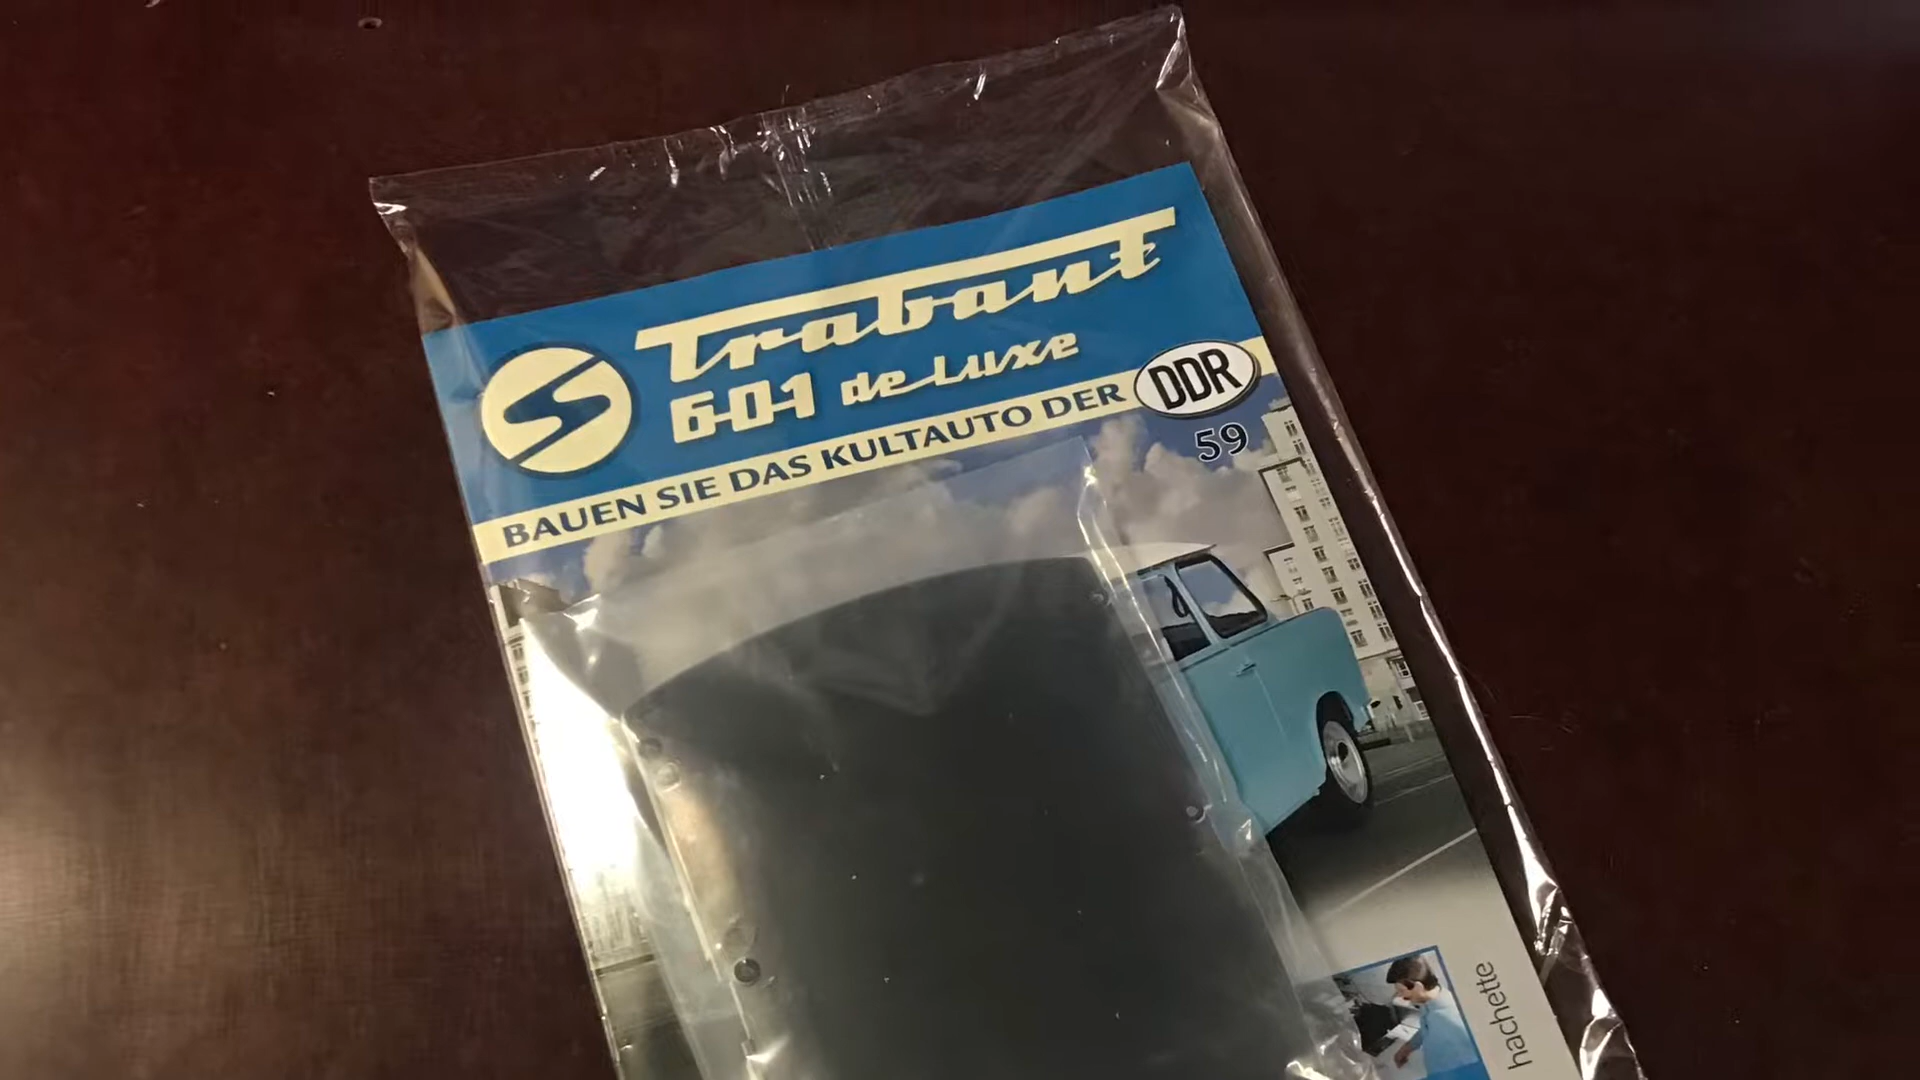 Trabant
601 de Luxe
BAUEN SIE DAS KULTAUTO DER DDR
59
hachette